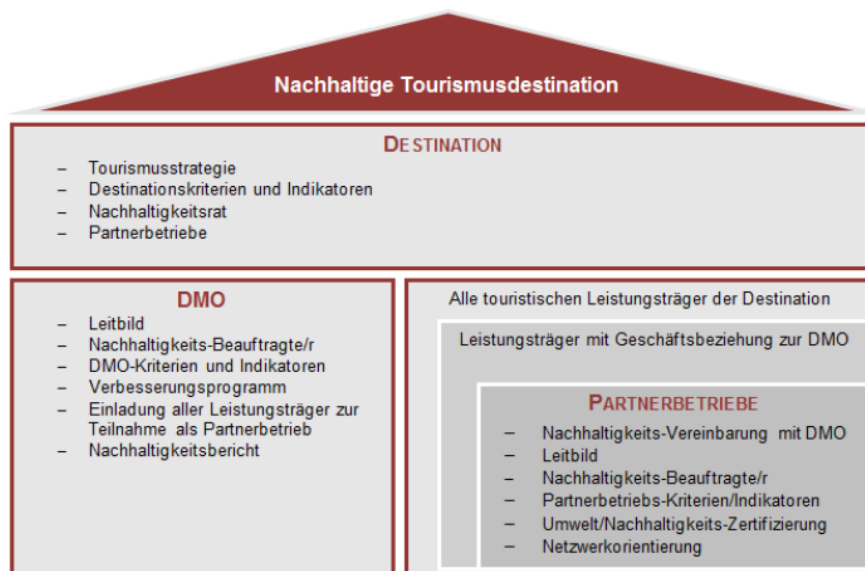 Nachhaltige Tourismusdestination
DESTINATION
– Tourismusstrategie
– Destinationskriterien und Indikatoren
– Nachhaltigkeitsrat
– Partnerbetriebe
DMO
– Leitbild
– Nachhaltigkeits-Beauftragte/r
– DMO-Kriterien und Indikatoren
– Verbesserungsprogramm
– Einladung aller Leistungsträger zur
Teilnahme als Partnerbetrieb
– Nachhaltigkeitsbericht
Alle touristischen Leistungsträger der Destination
Leistungsträger mit Geschäftsbeziehung zur DMO
PARTNERBETRIEBE
– Nachhaltigkeits-Vereinbarung mit DMO
– Leitbild
– Nachhaltigkeits-Beauftragte/r
– Partnerbetriebs-Kriterien/Indikatoren
– Umwelt/Nachhaltigkeits-Zertifizierung
– Netzwerkorientierung